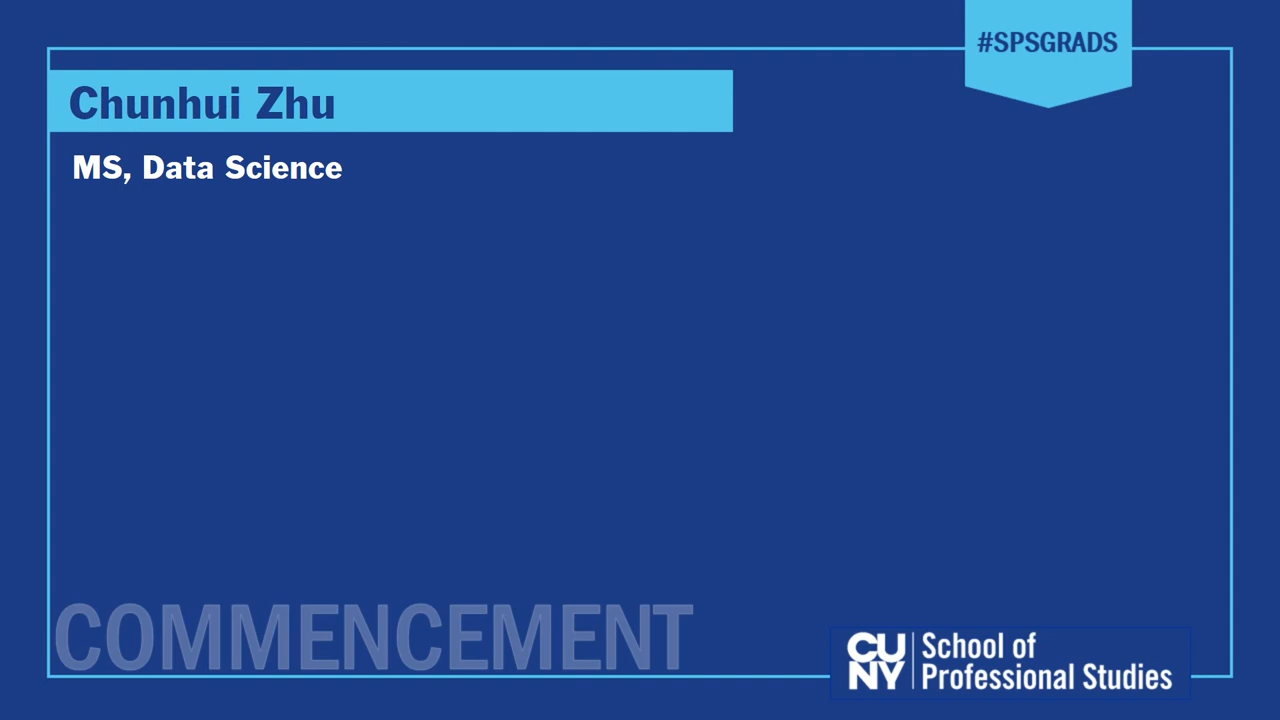 #SPSGRADS
Chunhui Zhu
MS, Data Science
COMMENCEMENT
CU
NY
School of
Professional Studies